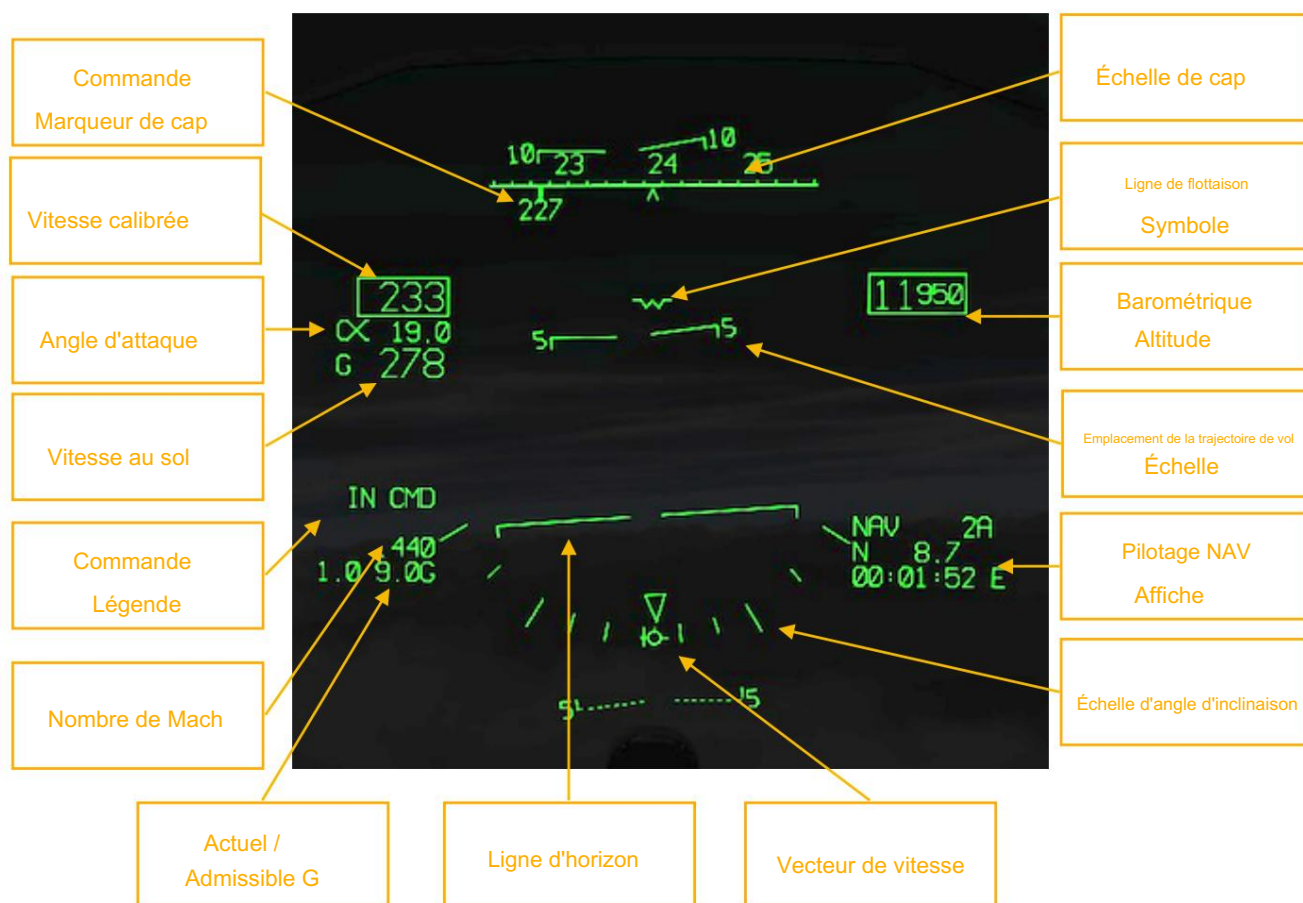 Commande
Marqueur de cap
Vitesse calibrée
Angle d'attaque
Vitesse au sol
Commande
Légende
Nombre de Mach
10 10
23 24 25
227
233
α 19.0
G 278
11950
5 5
IN CMD
.440
1.0 9.0G
NAV 2A
N 8.7
00:01:52 E
5 5
Échelle de cap
Ligne de flottaison
Symbole
Barométrique
Altitude
Emplacement de la trajectoire de vol
Échelle
Pilotage NAV
Affiche
Échelle d'angle d'inclinaison
Actuel /
Admissible G
Ligne d'horizon
Vecteur de vitesse